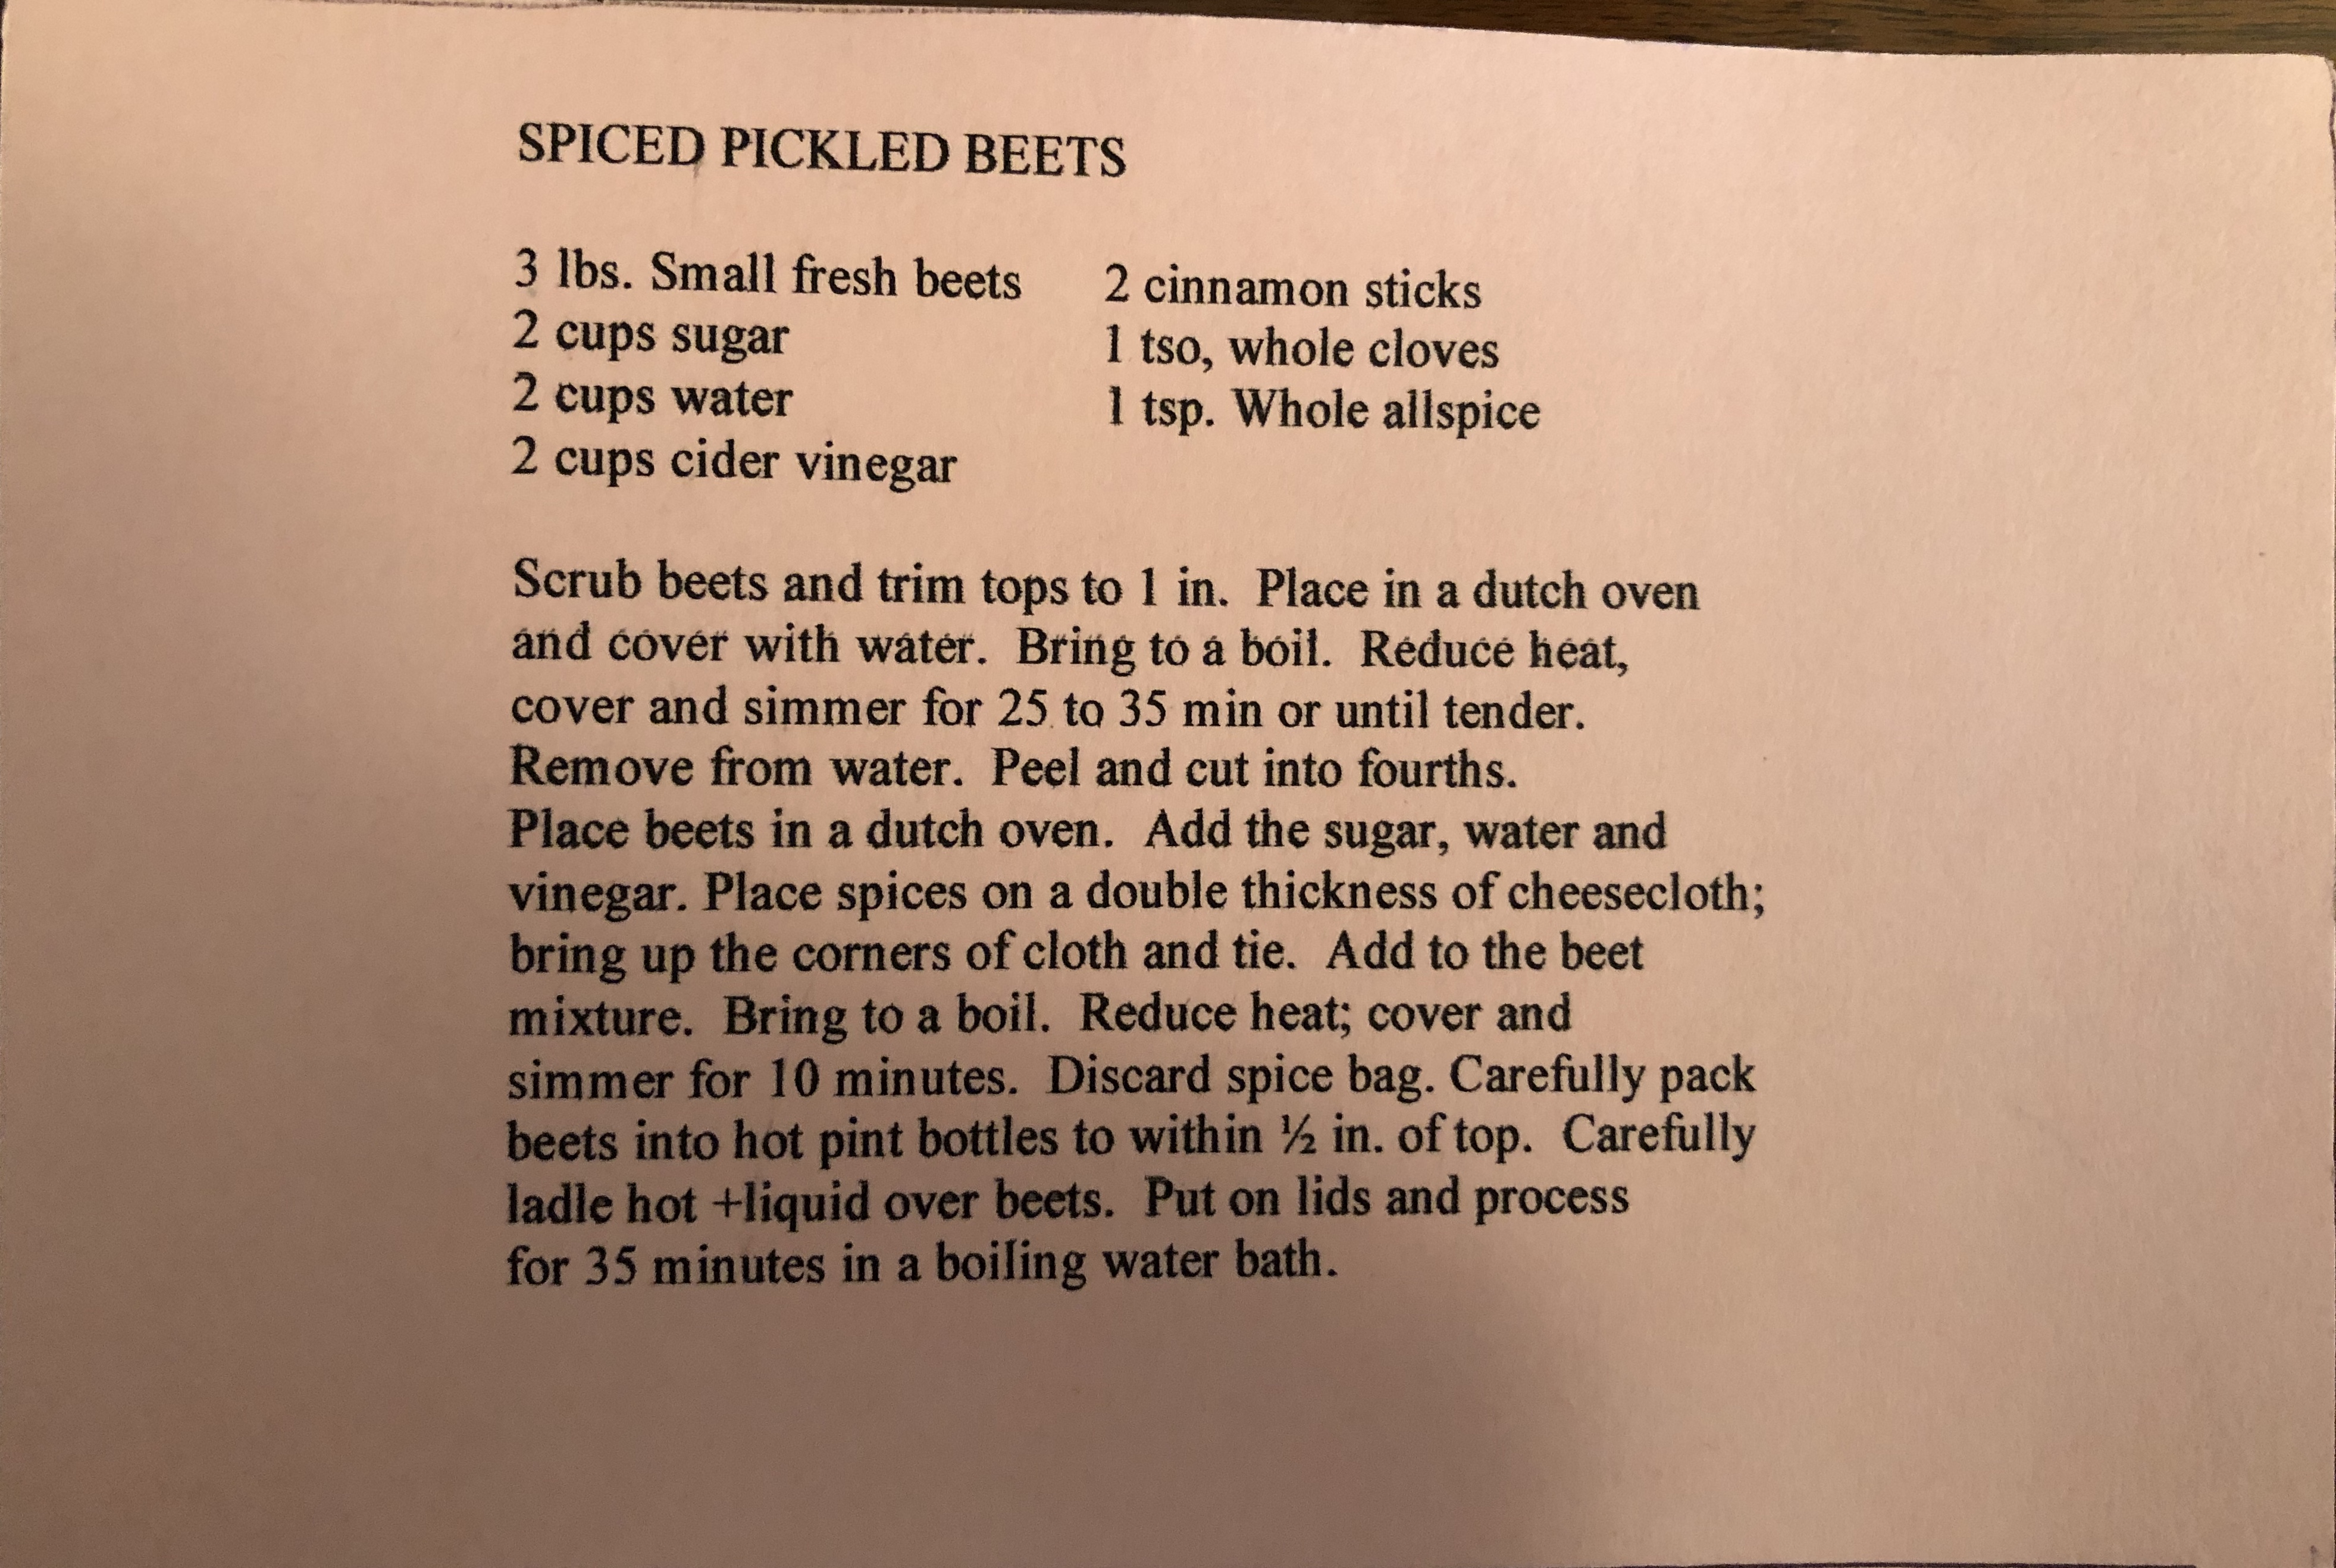 SPICED PICKLED BEETS
3 lbs. Small fresh beets 2 cinnamon sticks
2 cups sugar 1 tso, whole cloves
2 cups water 1 tsp. Whole allspice
2 cups cider vinegar
Scrub beets and trim tops to 1 in. Place in a dutch oven
and cover with water. Bring to a boil. Reduce heat,
cover and simmer for 25 to 35 min or until tender.
Remove from water. Peel and cut into fourths.
Place beets in a dutch oven. Add the sugar, water and
vinegar. Place spices on a double thickness of cheesecloth;
bring up the corners of cloth and tie. Add to the beet
mixture. Bring to a boil. Reduce heat; cover and
simmer for 10 minutes. Discard spice bag. Carefully pack
beets into hot pint bottles to within ½ in. of top. Carefully
ladle hot +liquid over beets. Put on lids and process
for 35 minutes in a boiling water bath.